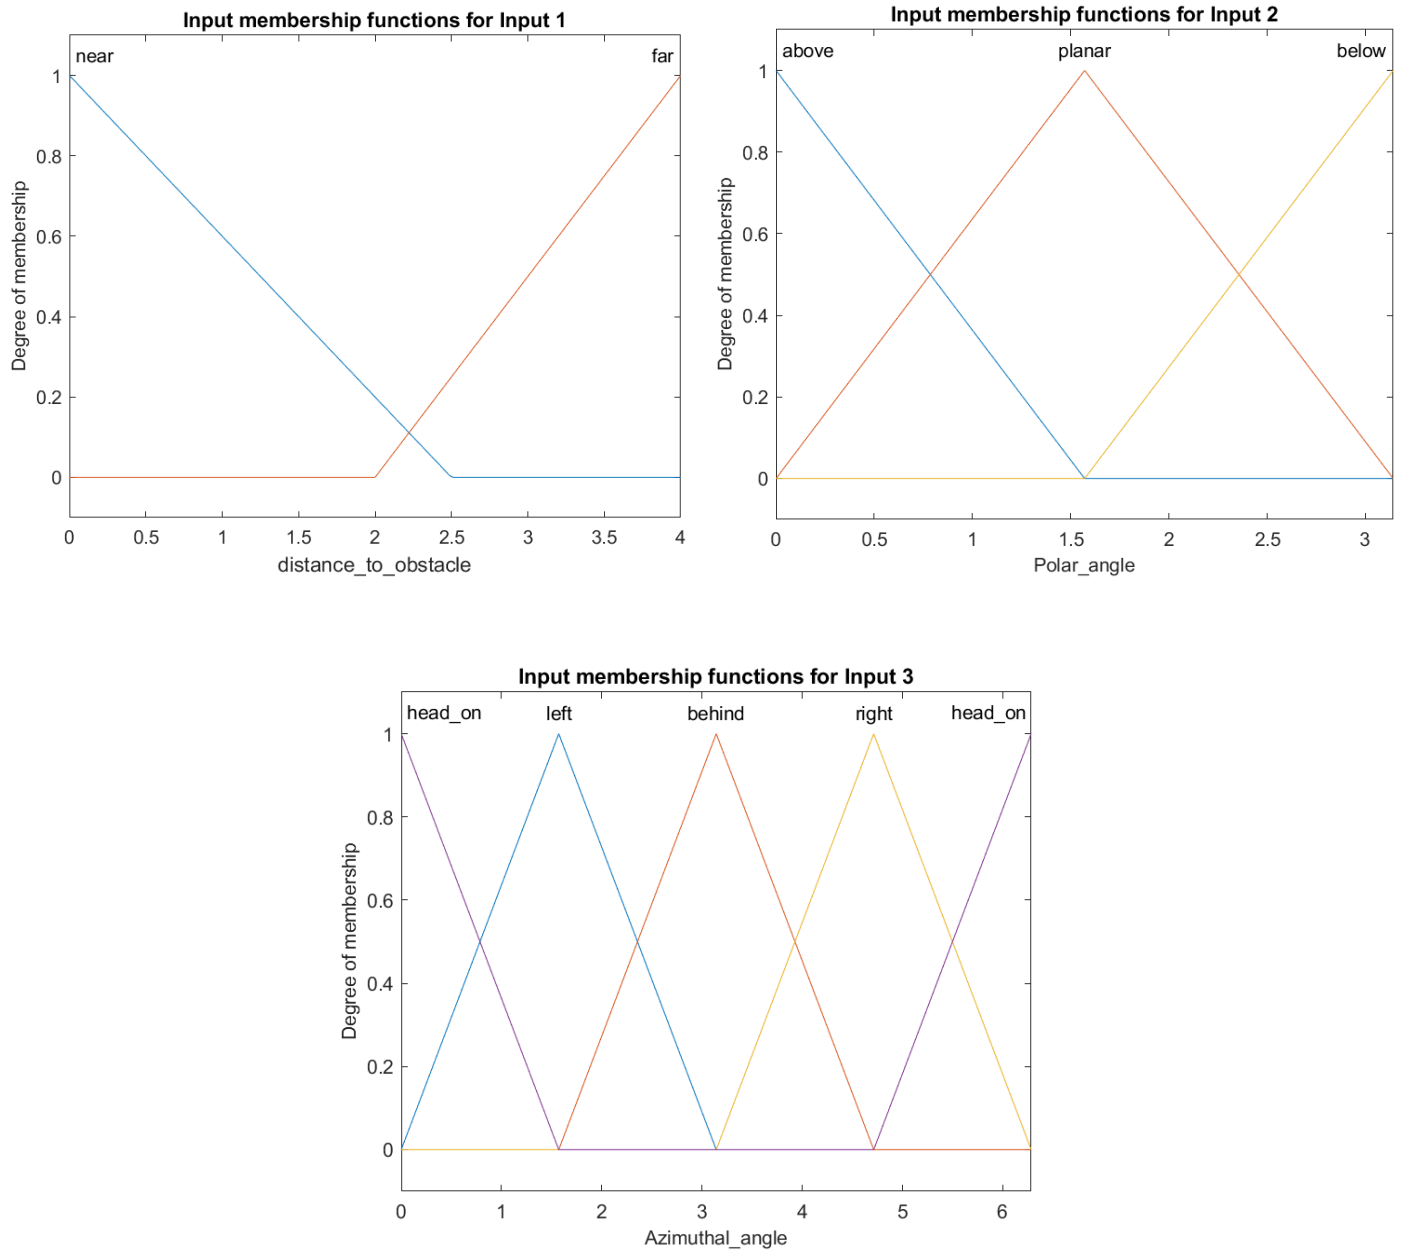 Input membership functions for Input 1
near far
1
0.8
0.6
0.4
0.2
0
Degree of membership
0 0.5 1 1.5 2 2.5 3 3.5 4
distance_to_obstacle
Input membership functions for Input 2
above planar below
1
0.8
0.6
0.4
0.2
0
Degree of membership
0 0.5 1 1.5 2 2.5 3
Polar_angle
Input membership functions for Input 3
head_on left behind right head_on
1
0.8
0.6
0.4
0.2
0
Degree of membership
0 1 2 3 4 5 6
Azimuthal_angle